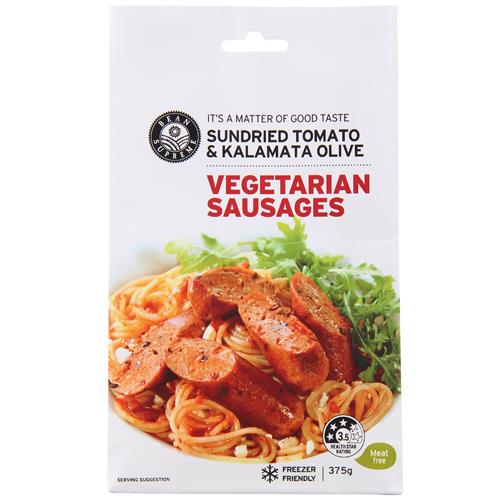 BEAN
SUPREME
IT'S A MATTER OF GOOD TASTE
SUNDRIED TOMATO
& KALAMATA OLIVE
VEGETARIAN
SAUSAGES
3.5
HEALTH STAR
RATING
Meat
free
SERVING SUGGESTION
FREEZER
FRIENDLY
375g